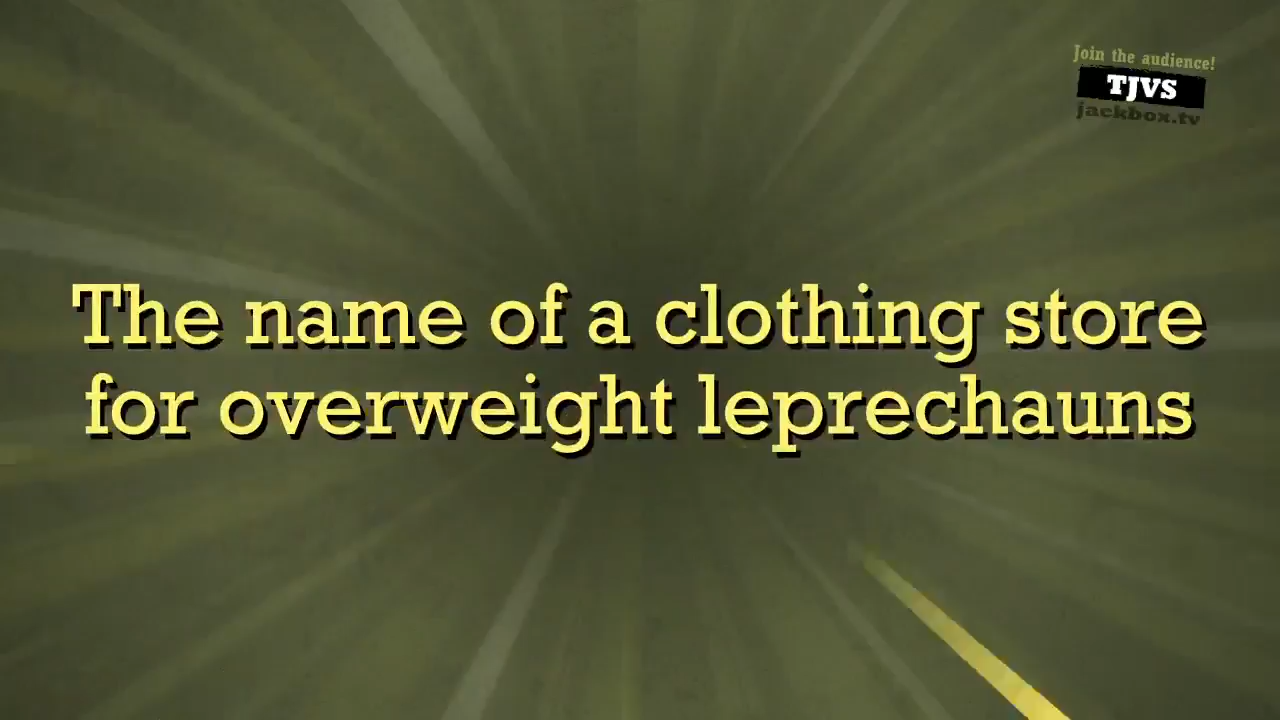 Join the audience!
TJVS
jackbox.tv
The name of a clothing store
for overweight leprechauns